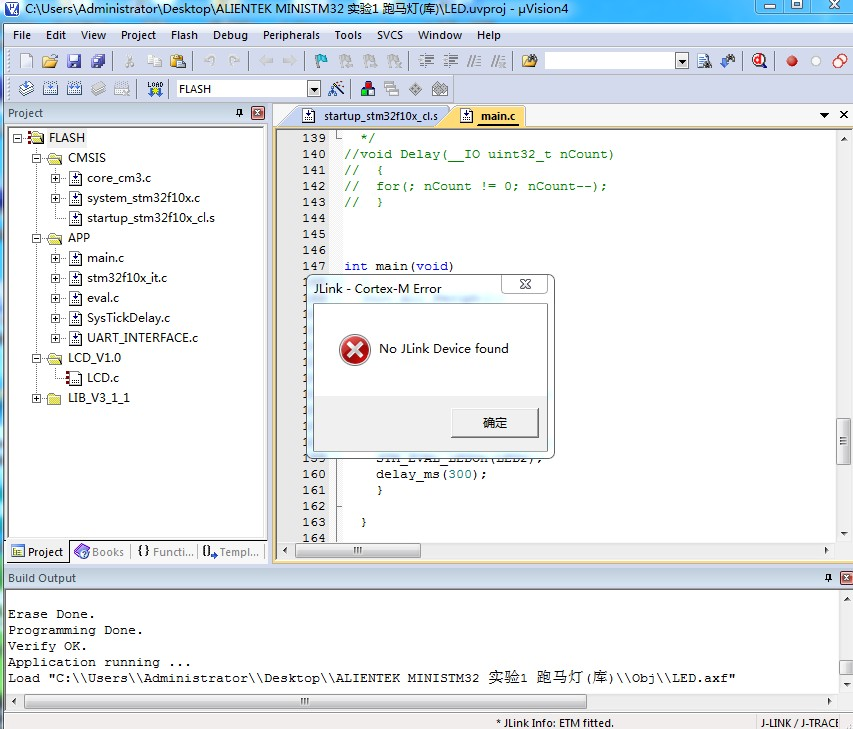 C:\Users\Administrator\Desktop\ALIENTEK MINISTM32 实验1 跑马灯(库)\LED.uvproj - µVision4
File Edit View Project Flash Debug Peripherals Tools SVCS Window Help
LOAD FLASH
Project
startup_stm32f10x_cl.s main.c
FLASH
CMSIS
core_cm3.c
system_stm32f10x.c
startup_stm32f10x_cl.s
APP
main.c
stm32f10x_it.c
eval.c
SysTickDelay.c
UART_INTERFACE.c
LCD_V1.0
LCD.c
LIB_V3_1_1
139 */
140 //void Delay(__IO uint32_t nCount)
141 // {
142 // for(; nCount != 0; nCount--);
143 // }
144
145
146
147 int main(void)
JLink - Cortex-M Error
No JLink Device found
确定
160 delay_ms(300);
161 }
162
163 }
164
Project Books {} Functi... Templ...
Build Output
Erase Done.
Programming Done.
Verify OK.
Application running ...
Load "C:\\Users\\Administrator\\Desktop\\ALIENTEK MINISTM32 实验1 跑马灯(库)\\Obj\\LED.axf"
* JLink Info: ETM fitted. J-LINK / J-TRACE